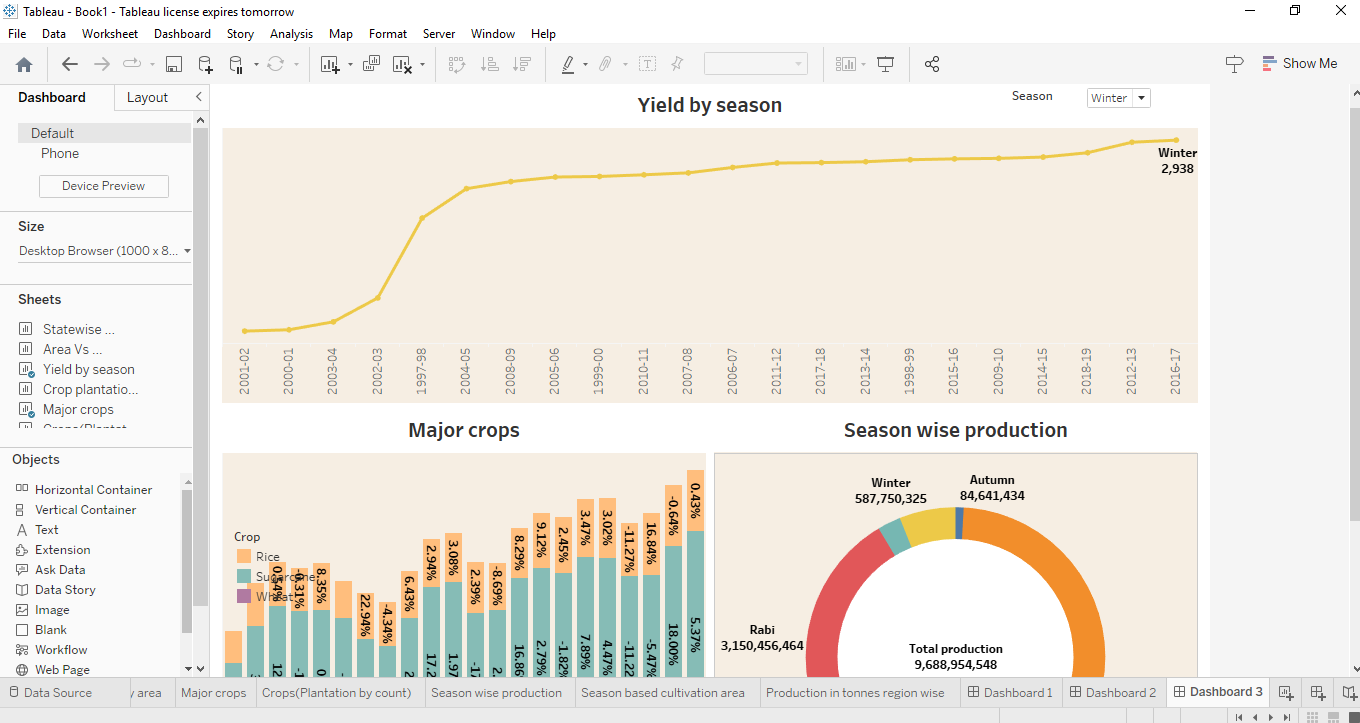 Tableau - Book1 - Tableau license expires tomorrow
File Data Worksheet Dashboard Story Analysis Map Format Server Window Help
Show Me
Dashboard Layout
Default
Phone
Device Preview
Size
Desktop Browser (1000 x 8...
Sheets
Statewise ...
Area Vs ...
Yield by season
Crop plantatio...
Major crops
Objects
Horizontal Container
Vertical Container
Text
Extension
Ask Data
Data Story
Image
Blank
Workflow
Web Page
Yield by season
Season Winter
Winter
2,938
2001-02 2000-01 2003-04 2002-03 1997-98 2004-05 2008-09 2005-06 1999-00 2010-11 2007-08 2006-07 2011-12 2017-18 2013-14 1998-99 2015-16 2009-10 2014-15 2018-19 2012-13 2016-17
Major crops
Crop
Rice
Sugarcane
Wheat
0.54% -0.31% 8.35% 22.94% -4.34% 6.43% 2.94% 3.08% 2.39% -8.69% 8.29% 9.12% 2.45% 3.47% 3.02% -11.27% 16.84% -0.64% 0.43%
2.79% -1.82% 7.89% 4.47% -5.47% 18.00% 5.37%
Season wise production
Winter
587,750,325
Autumn
84,641,434
Rabi
3,150,456,464
Total production
9,688,954,548
Data Source y area Major crops Crops(Plantation by count) Season wise production Season based cultivation area Production in tonnes region wise Dashboard 1 Dashboard 2 Dashboard 3